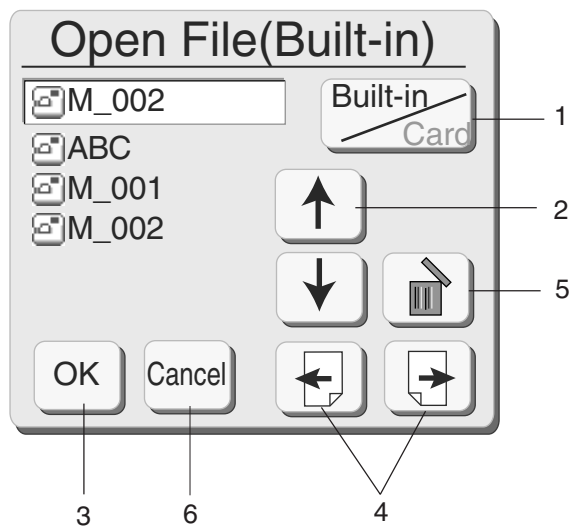 Open File(Built-in)
M_002
Built-in
Card
1
ABC
M_001
M_002
2
5
OK
Cancel
3
6
4